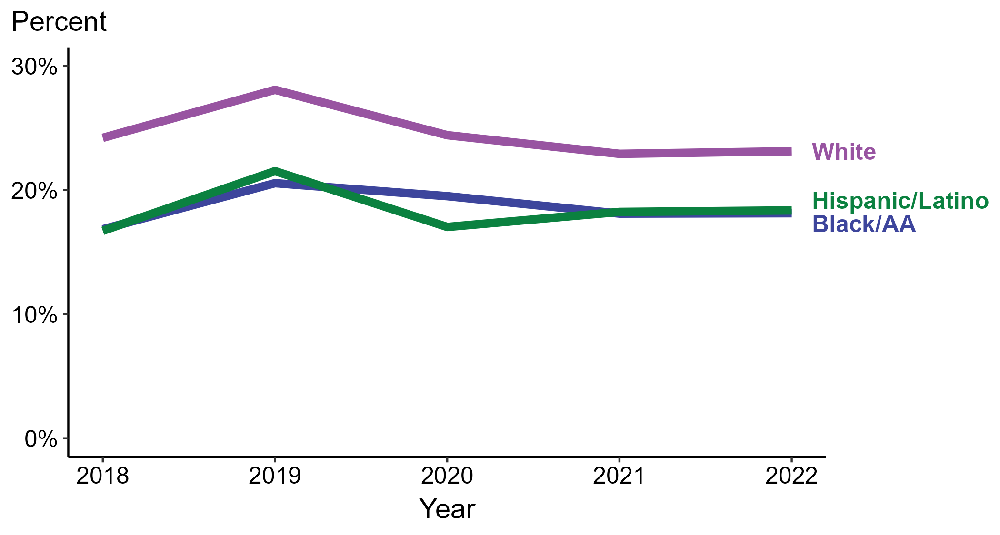 Percent
30%
20%
10%
0%
White
Hispanic/Latino
Black/AA
2018 2019 2020 2021 2022
Year